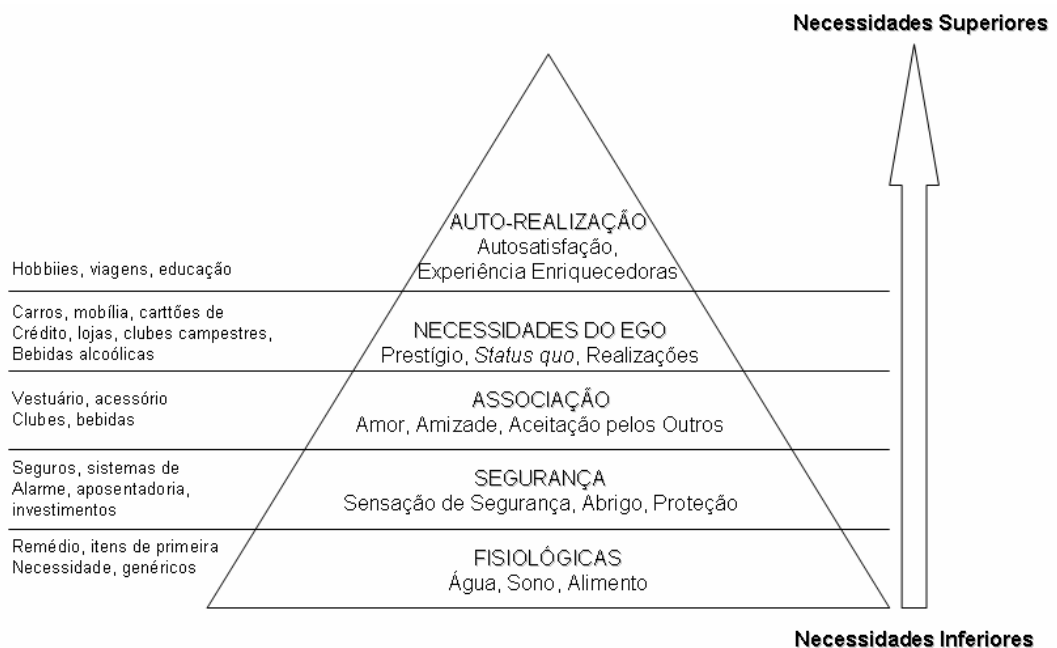 Necessidades Superiores
AUTO-REALIZAÇÃO
Autosatisfação,
Experiência Enriquecedoras
Hobbiies, viagens, educação
Carros, mobília, carttões de
Crédito, lojas, clubes campestres,
Bebidas alcoólicas
NECESSIDADES DO EGO
Prestígio, Status quo, Realizações
Vestuário, acessório
Clubes, bebidas
ASSOCIAÇÃO
Amor, Amizade, Aceitação pelos Outros
Seguros, sistemas de
Alarme, aposentadoria,
investimentos
SEGURANÇA
Sensação de Segurança, Abrigo, Proteção
Remédio, itens de primeira
Necessidade, genéricos
FISIOLÓGICAS
Água, Sono, Alimento
Necessidades Inferiores